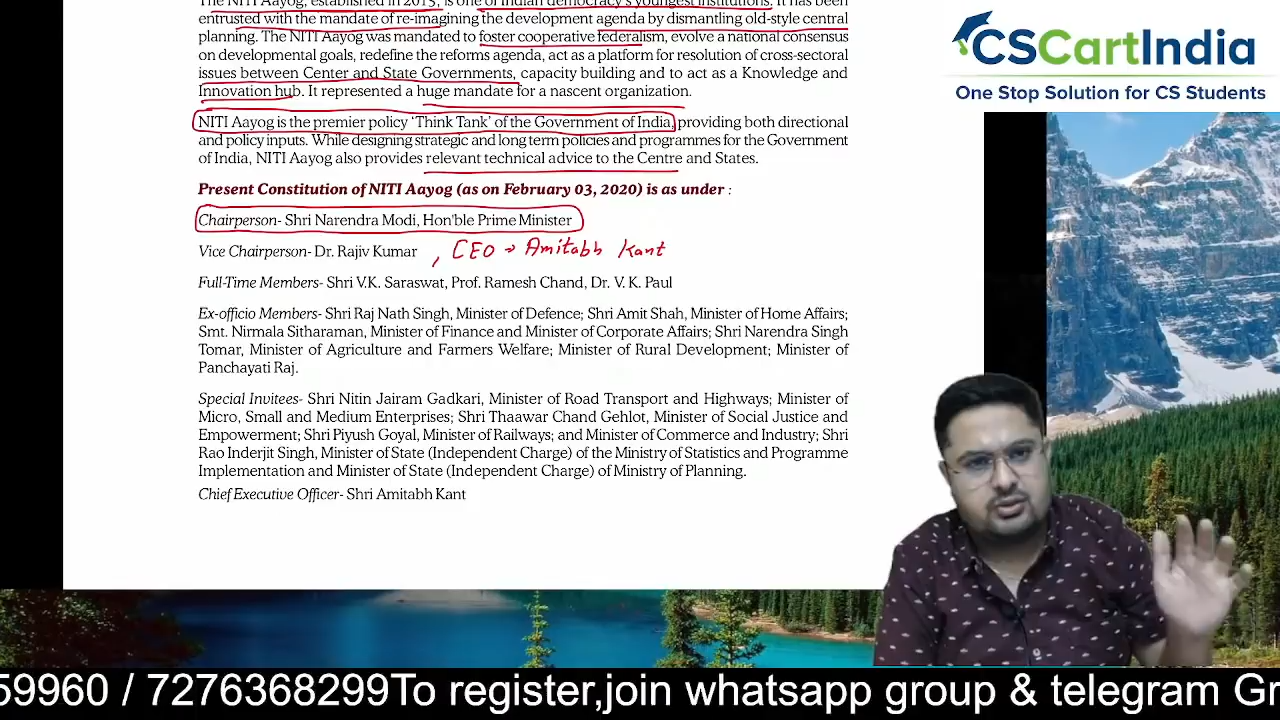 The NITI Aayog, established in 2015, is one of Indian democracy's youngest institutions. It has been
entrusted with the mandate of re-imagining the development agenda by dismantling old-style central
planning. The NITI Aayog was mandated to foster cooperative federalism, evolve a national consensus
on developmental goals, redefine the reforms agenda, act as a platform for resolution of cross-sectoral
issues between Center and State Governments, capacity building and to act as a Knowledge and
Innovation hub. It represented a huge mandate for a nascent organization.
NITI Aayog is the premier policy 'Think Tank' of the Government of India, providing both directional
and policy inputs. While designing strategic and long term policies and programmes for the Government
of India, NITI Aayog also provides relevant technical advice to the Centre and States.
Present Constitution of NITI Aayog (as on February 03, 2020) is as under :
Chairperson- Shri Narendra Modi, Hon'ble Prime Minister
Vice Chairperson- Dr. Rajiv Kumar , CEO → Amitabh Kant
Full-Time Members- Shri V.K. Saraswat, Prof. Ramesh Chand, Dr. V. K. Paul
Ex-officio Members- Shri Raj Nath Singh, Minister of Defence; Shri Amit Shah, Minister of Home Affairs;
Smt. Nirmala Sitharaman, Minister of Finance and Minister of Corporate Affairs; Shri Narendra Singh
Tomar, Minister of Agriculture and Farmers Welfare; Minister of Rural Development; Minister of
Panchayati Raj.
Special Invitees- Shri Nitin Jairam Gadkari, Minister of Road Transport and Highways; Minister of
Micro, Small and Medium Enterprises; Shri Thaawar Chand Gehlot, Minister of Social Justice and
Empowerment; Shri Piyush Goyal, Minister of Railways; and Minister of Commerce and Industry; Shri
Rao Inderjit Singh, Minister of State (Independent Charge) of the Ministry of Statistics and Programme
Implementation and Minister of State (Independent Charge) of Ministry of Planning.
Chief Executive Officer- Shri Amitabh Kant
CSCartIndia
One Stop Solution for CS Students
59960 / 7276368299To register,join whatsapp group & telegram Gr